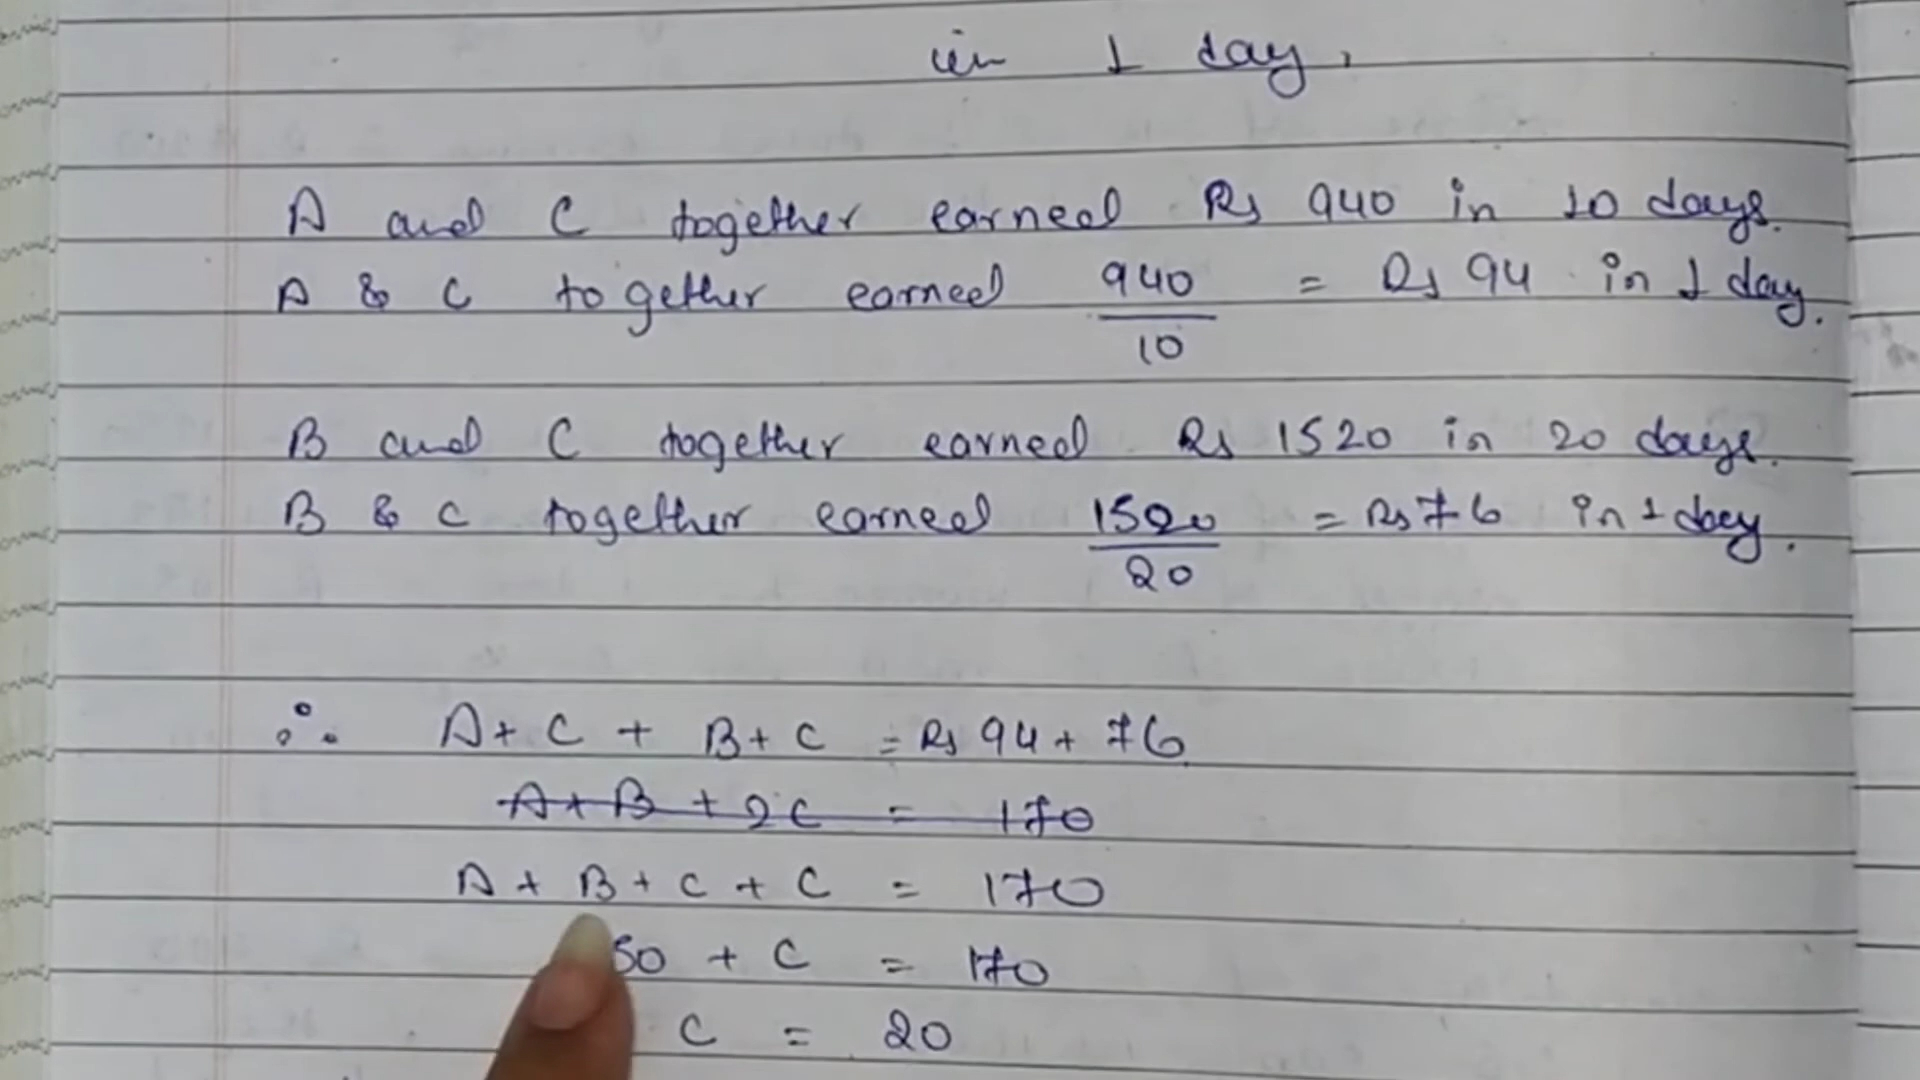 in 1 day.
A and C together earned Rs 940 in 10 days.
A & C together earned 940/10 = Rs 94 in 1 day.
B and C together earned Rs 1520 in 20 days.
B & C together earned 1520/20 = Rs 76 in 1 day.
∴ A + C + B + C = Rs 94 + 76
A + B + 2C = 170
A + B + C + C = 170
50 + C = 170
C = 20